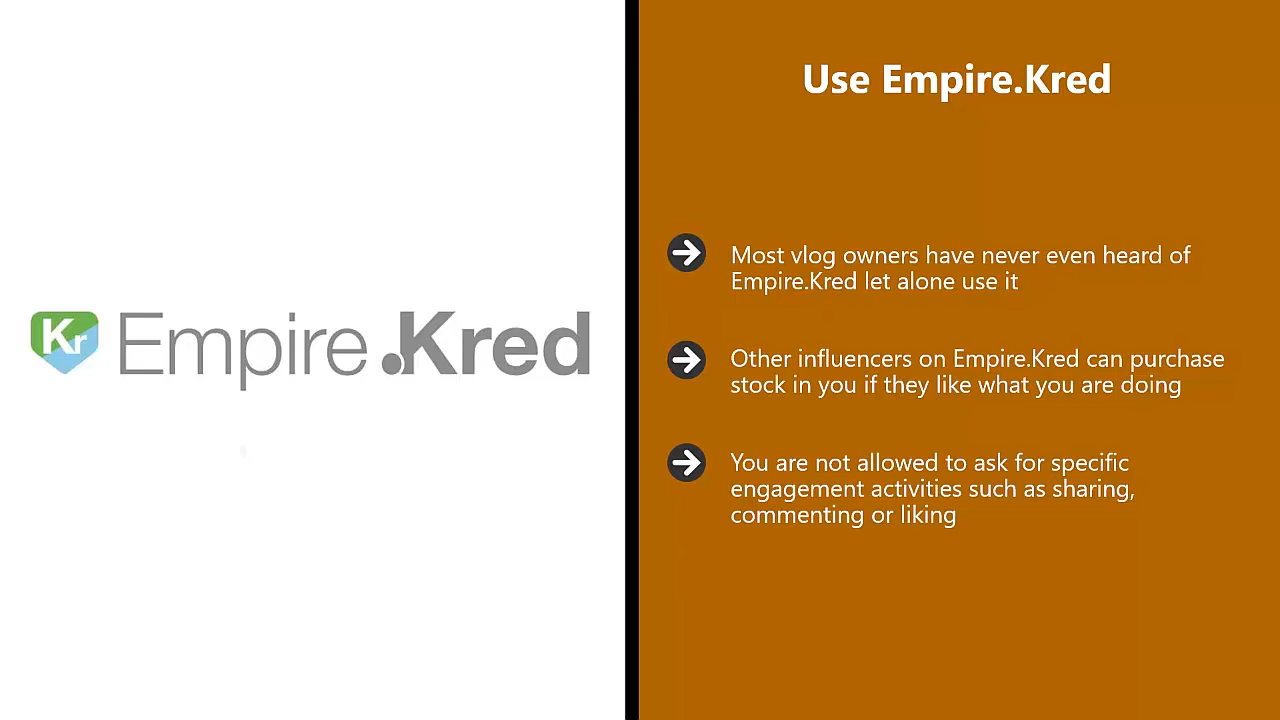 Kr Empire.Kred
Use Empire.Kred
Most vlog owners have never even heard of
Empire.Kred let alone use it
Other influencers on Empire.Kred can purchase
stock in you if they like what you are doing
You are not allowed to ask for specific
engagement activities such as sharing,
commenting or liking